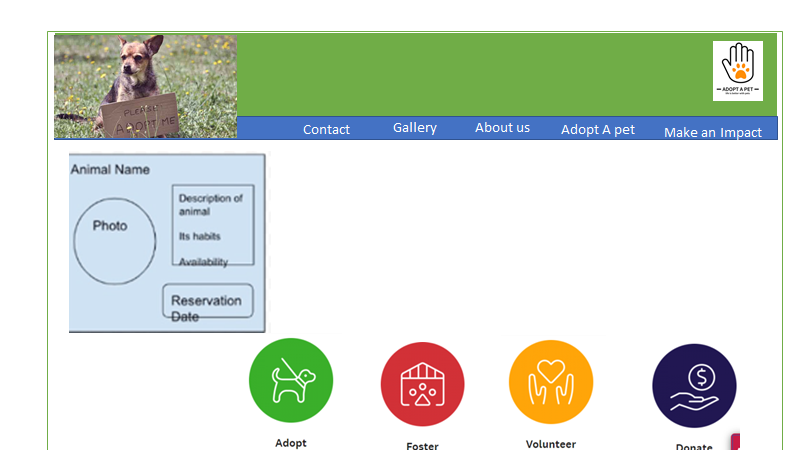 PLEASE
ADOPT ME
ADOPT A PET
Contact
Gallery
About us
Adopt A pet
Make an Impact
Animal Name
Photo
Description of
animal
Its habits
Availability
Reservation
Date
Adopt
Foster
Volunteer
Donate